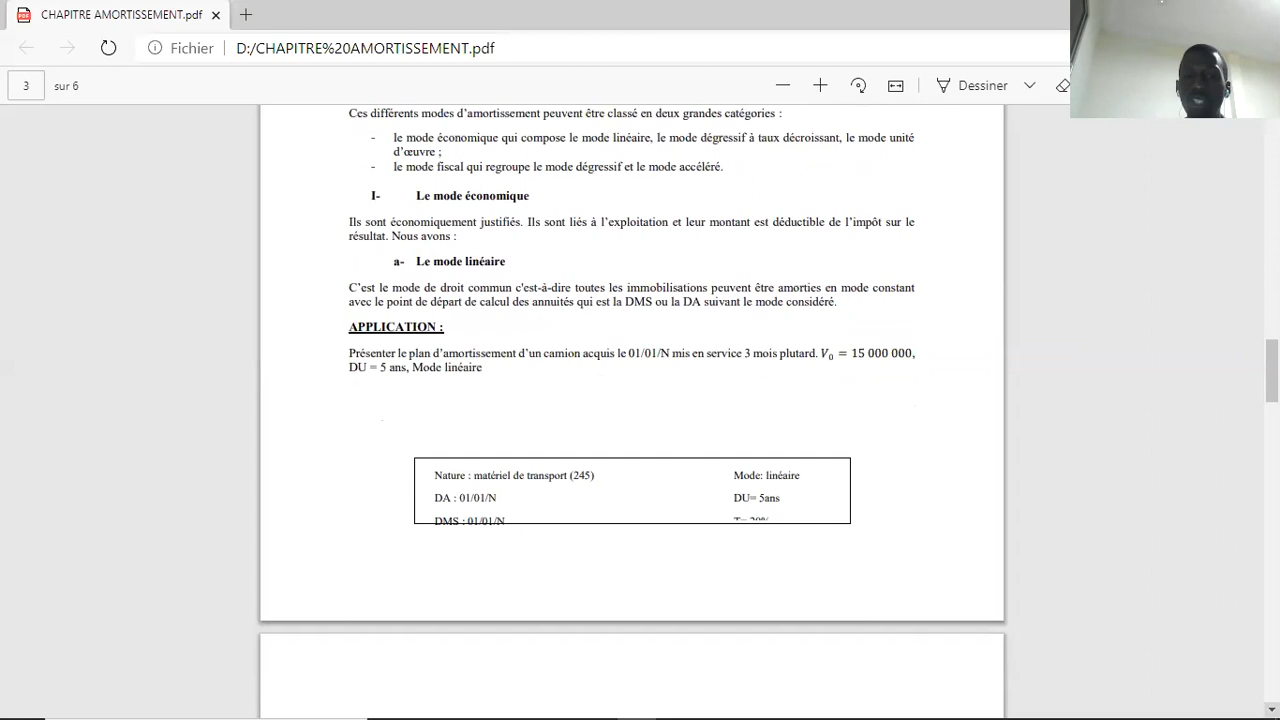 CHAPITRE AMORTISSEMENT.pdf
Fichier D:/CHAPITRE%20AMORTISSEMENT.pdf
3 sur 6 Dessiner
Ces différents modes d’amortissement peuvent être classé en deux grandes catégories :
- le mode économique qui compose le mode linéaire, le mode dégressif à taux décroissant, le mode unité
d’œuvre ;
- le mode fiscal qui regroupe le mode dégressif et le mode accéléré.
I- Le mode économique
Ils sont économiquement justifiés. Ils sont liés à l’exploitation et leur montant est déductible de l’impôt sur le
résultat. Nous avons :
a- Le mode linéaire
C’est le mode de droit commun c'est-à-dire toutes les immobilisations peuvent être amorties en mode constant
avec le point de départ de calcul des annuités qui est la DMS ou la DA suivant le mode considéré.
APPLICATION :
Présenter le plan d’amortissement d’un camion acquis le 01/01/N mis en service 3 mois plutard. V₀ = 15 000 000,
DU = 5 ans, Mode linéaire
Nature : matériel de transport (245) Mode: linéaire
DA : 01/01/N DU= 5ans
DMS : 01/01/N